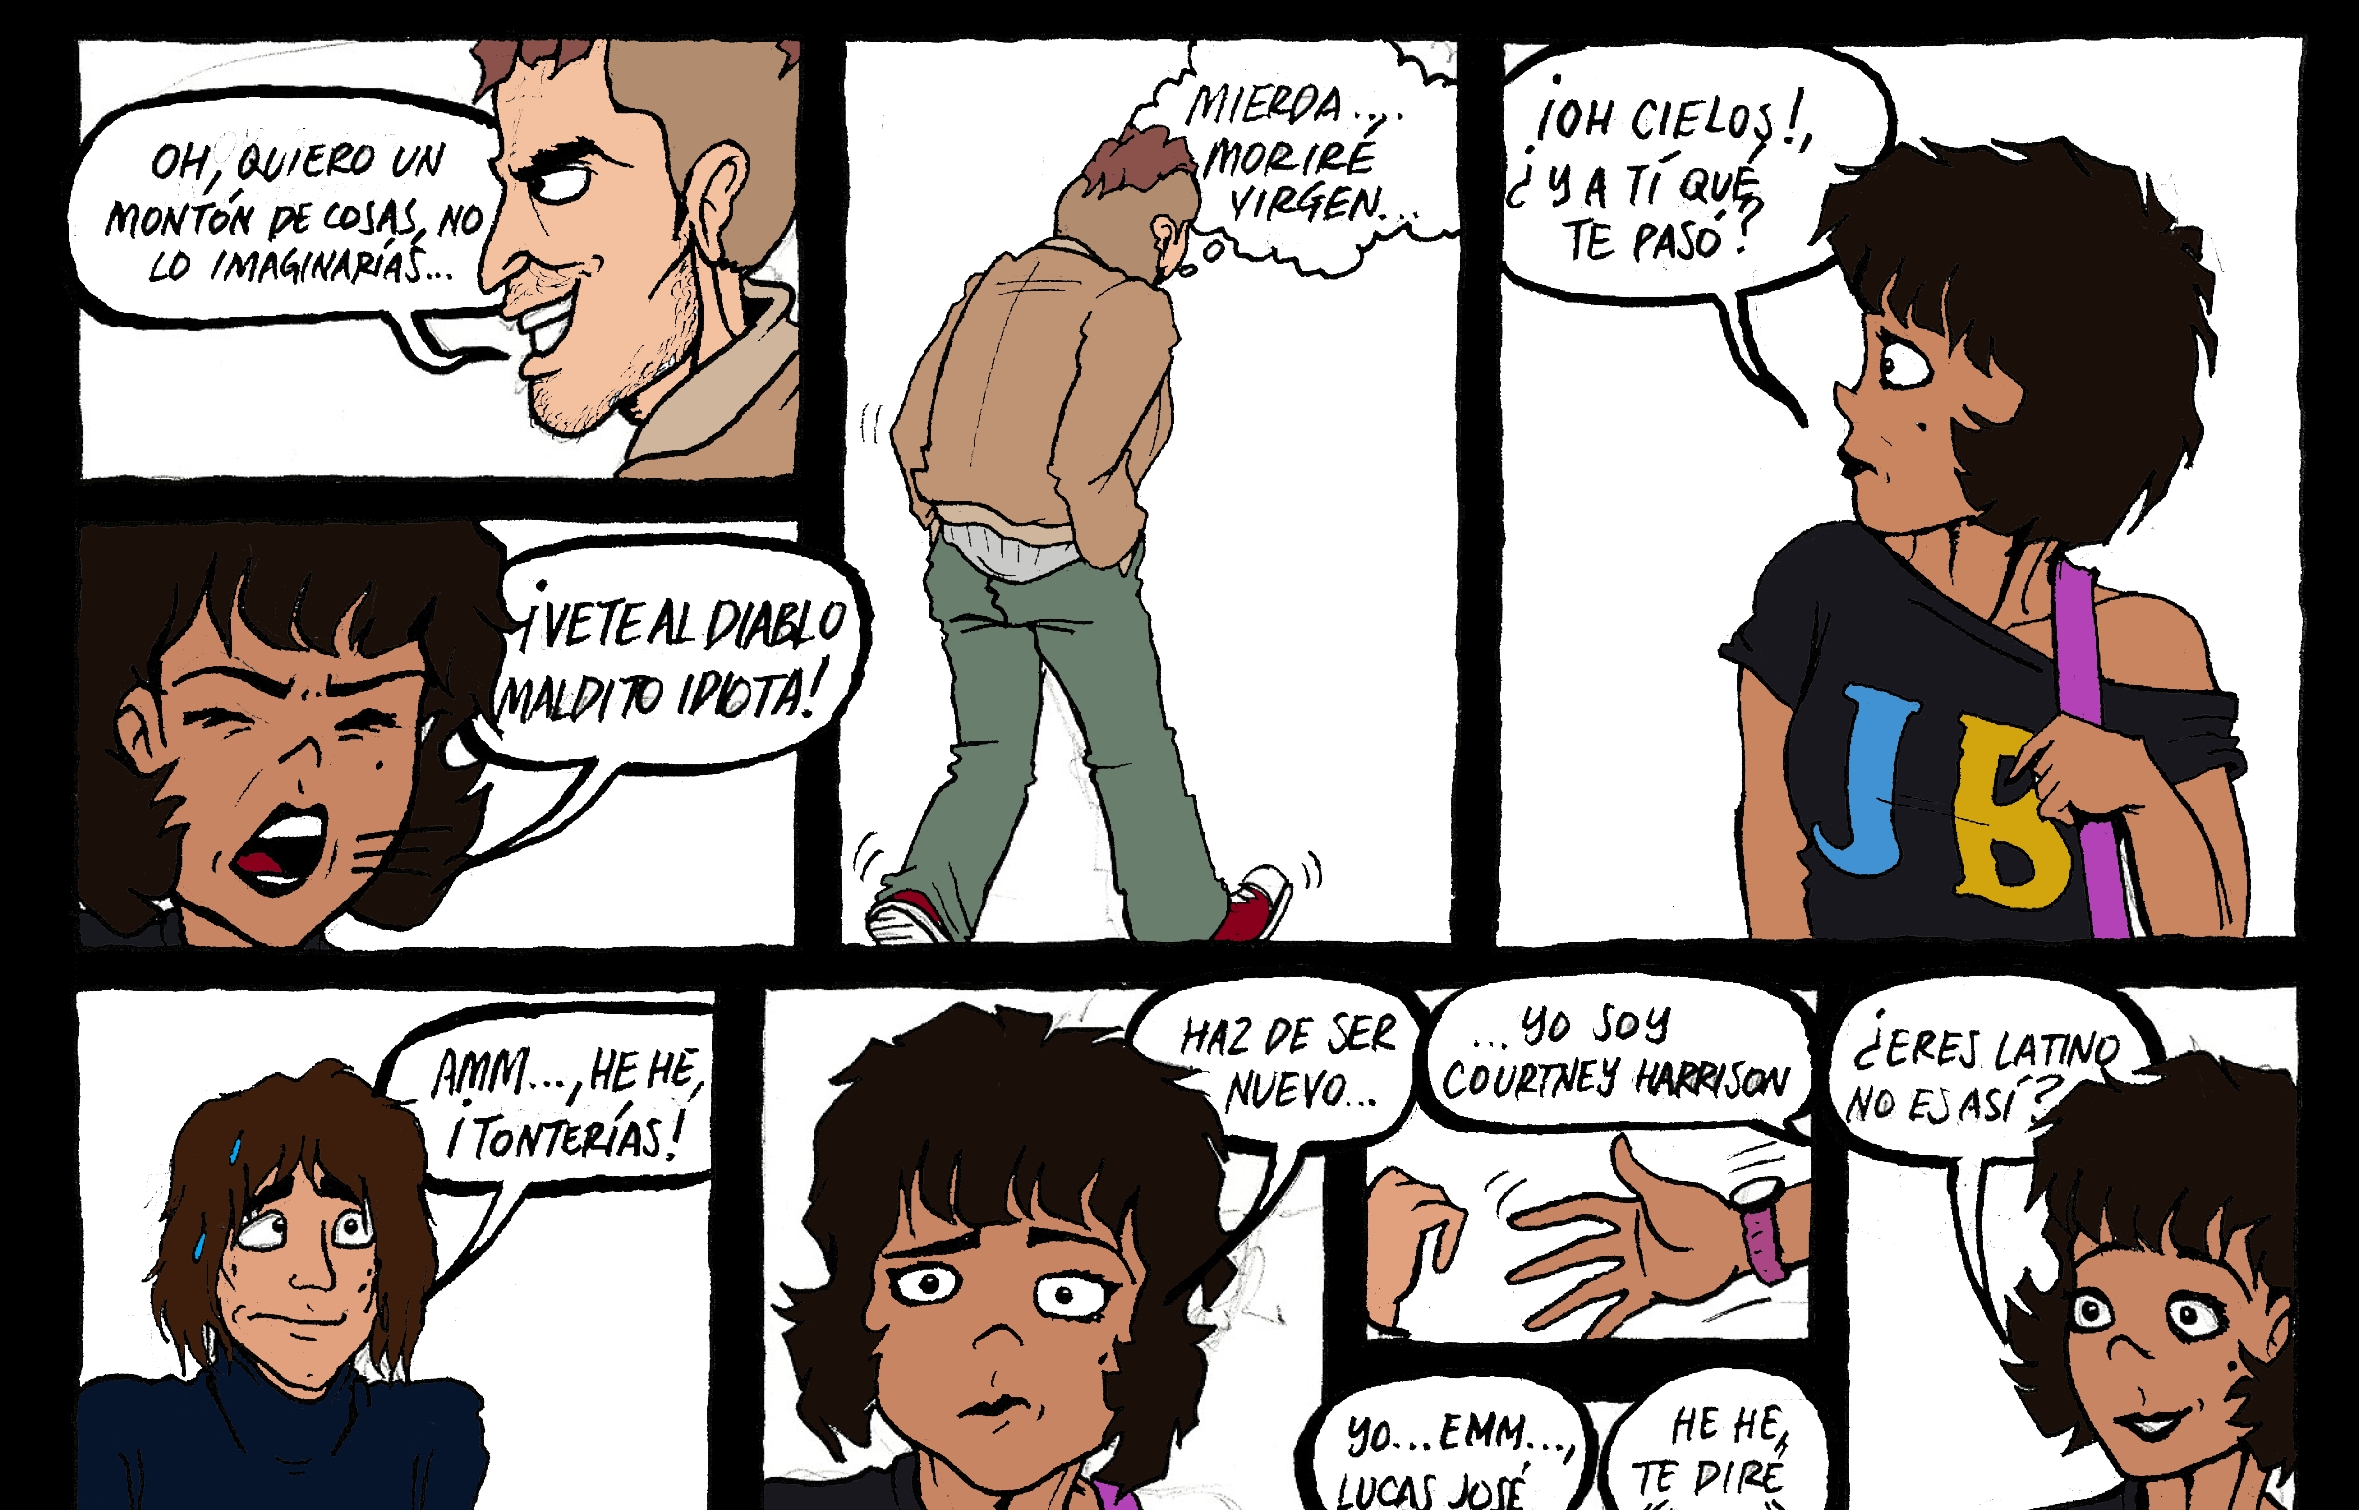 OH, QUIERO UN
MONTÓN DE COSAS, NO
LO IMAGINARÍAS...
¡VETE AL DIABLO
MALDITO IDIOTA!
MIERDA....
MORIRÉ
VIRGEN...
¡OH CIELOS!,
¿Y A TÍ QUÉ
TE PASÓ?
J B
AMM..., HE HE,
¡TONTERÍAS!
HAZ DE SER
NUEVO...
...YO SOY
COURTNEY HARRISON
¿ERES LATINO
NO ES ASÍ?
YO...EMM...,
LUCAS JOSÉ
HE HE,
TE DIRÉ